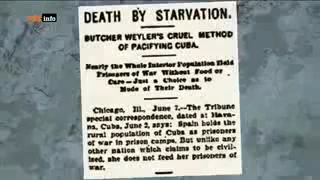 info
DEATH BY STARVATION.
BUTCHER WEYLER'S CRUEL METHOD
OF PACIFYING CUBA.
Nearly the Whole Interior Population Held
Prisoners of War Without Food or
Care—Just a Choice as to
Mode of Their Death.
Chicago, Ill., June 7.—The Tribune
special correspondence, dated at Hava-
na, Cuba, June 2, says: Spain holds the
rural population of Cuba as prisoners
of war in prison camps. But unlike any
other nation which claims to be civil-
ized, she does not feed her prisoners of
war.